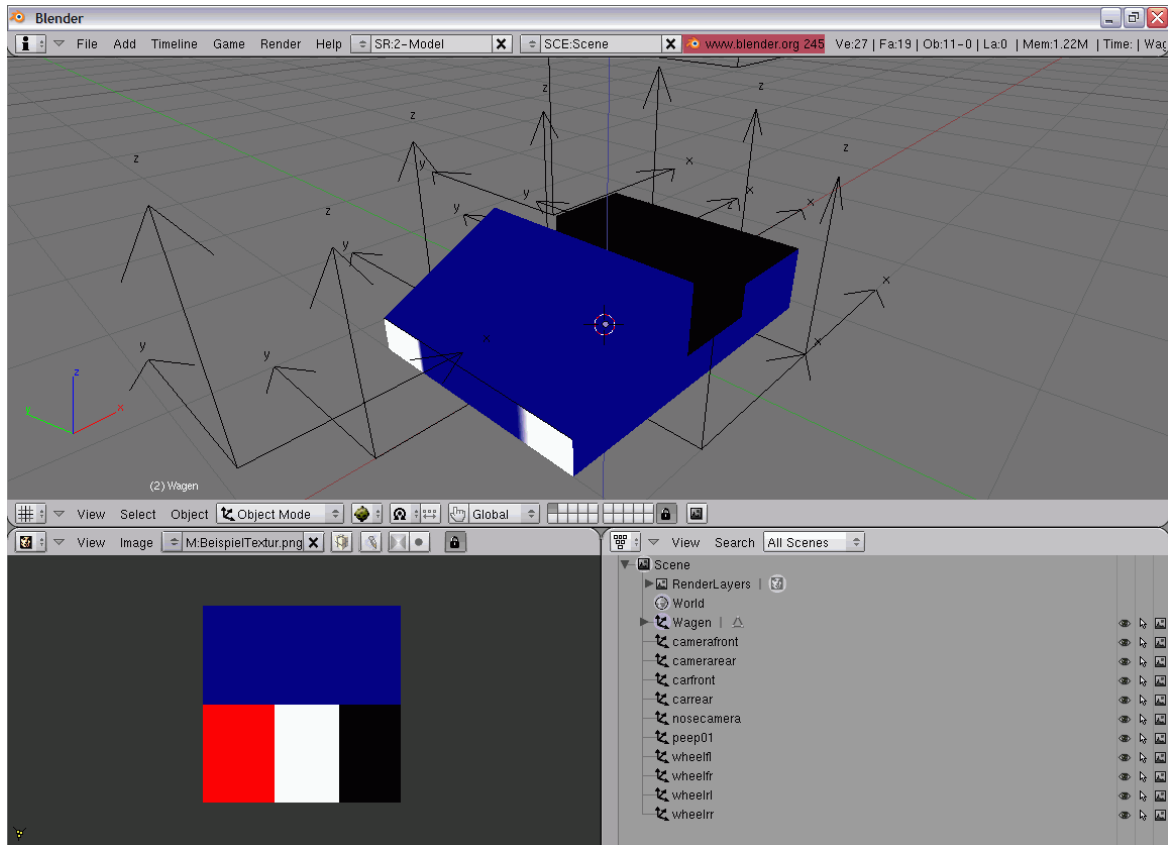 Blender
File Add Timeline Game Render Help SR:2-Model SCE:Scene www.blender.org 245 Ve:27 | Fa:19 | Ob:11-0 | La:0 | Mem:1.22M | Time: | Wag
z
z
z
z
z
z
y
x
x
y
z
x
y
y
x
y
y
x
x
z
y
x
(2) Wagen
View Select Object Object Mode Global
View Image M:BeispielTextur.png
View Search All Scenes
Scene
RenderLayers |
World
Wagen |
camerafront
camerarear
carfront
carrear
nosecamera
peep01
wheelfl
wheelfr
wheelrl
wheelrr